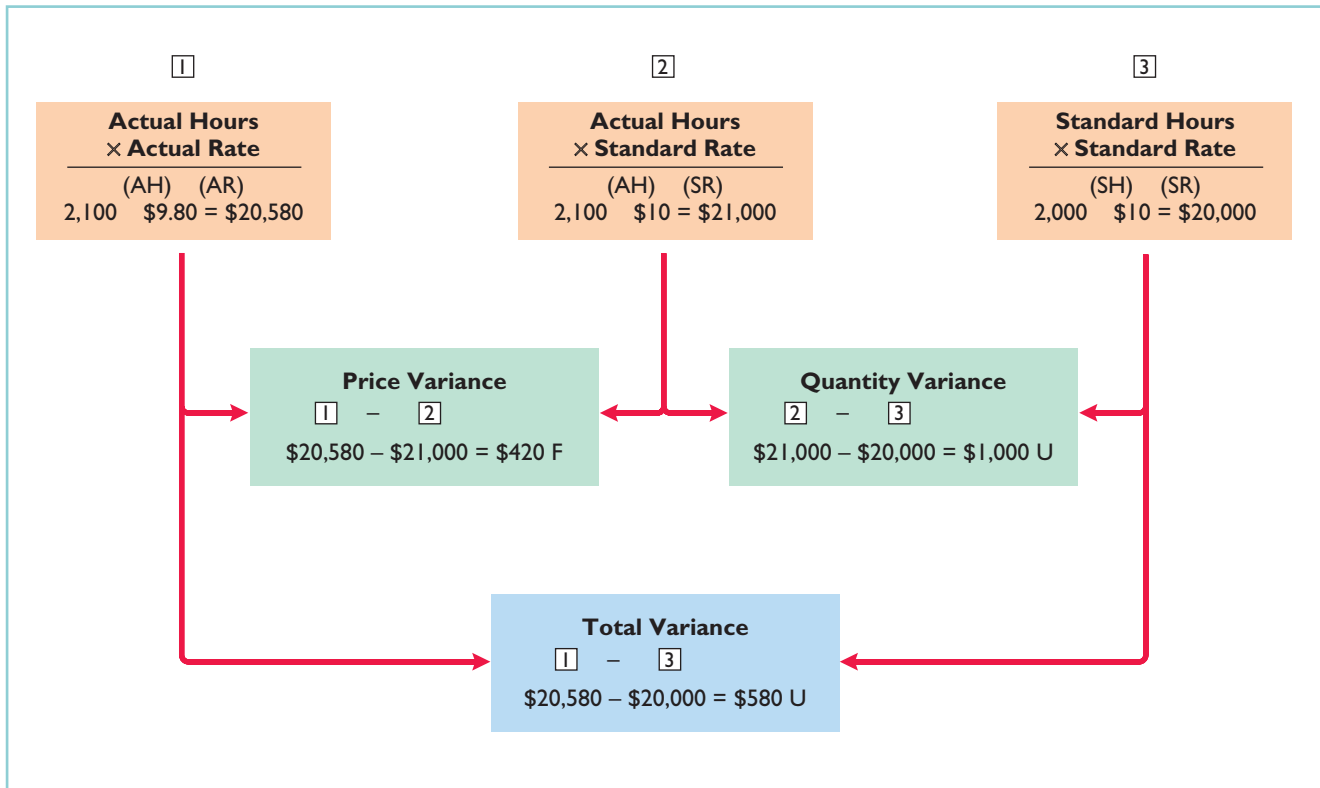 1
2
3
Actual Hours
× Actual Rate
(AH) (AR)
2,100 $9.80 = $20,580
Actual Hours
× Standard Rate
(AH) (SR)
2,100 $10 = $21,000
Standard Hours
× Standard Rate
(SH) (SR)
2,000 $10 = $20,000
Price Variance
1 – 2
$20,580 – $21,000 = $420 F
Quantity Variance
2 – 3
$21,000 – $20,000 = $1,000 U
Total Variance
1 – 3
$20,580 – $20,000 = $580 U